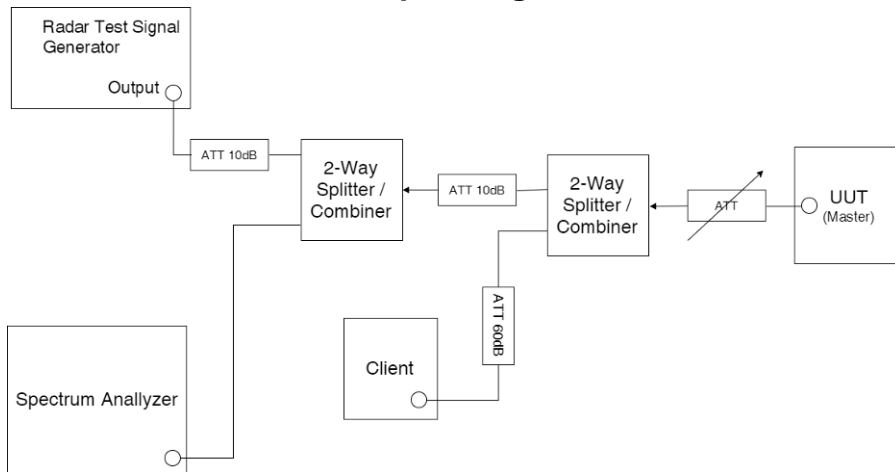 Radar Test Signal
Generator
Output
ATT 10dB
2-Way
Splitter /
Combiner
ATT 10dB
2-Way
Splitter /
Combiner
ATT
UUT
(Master)
ATT 60dB
Client
Spectrum Anallyzer